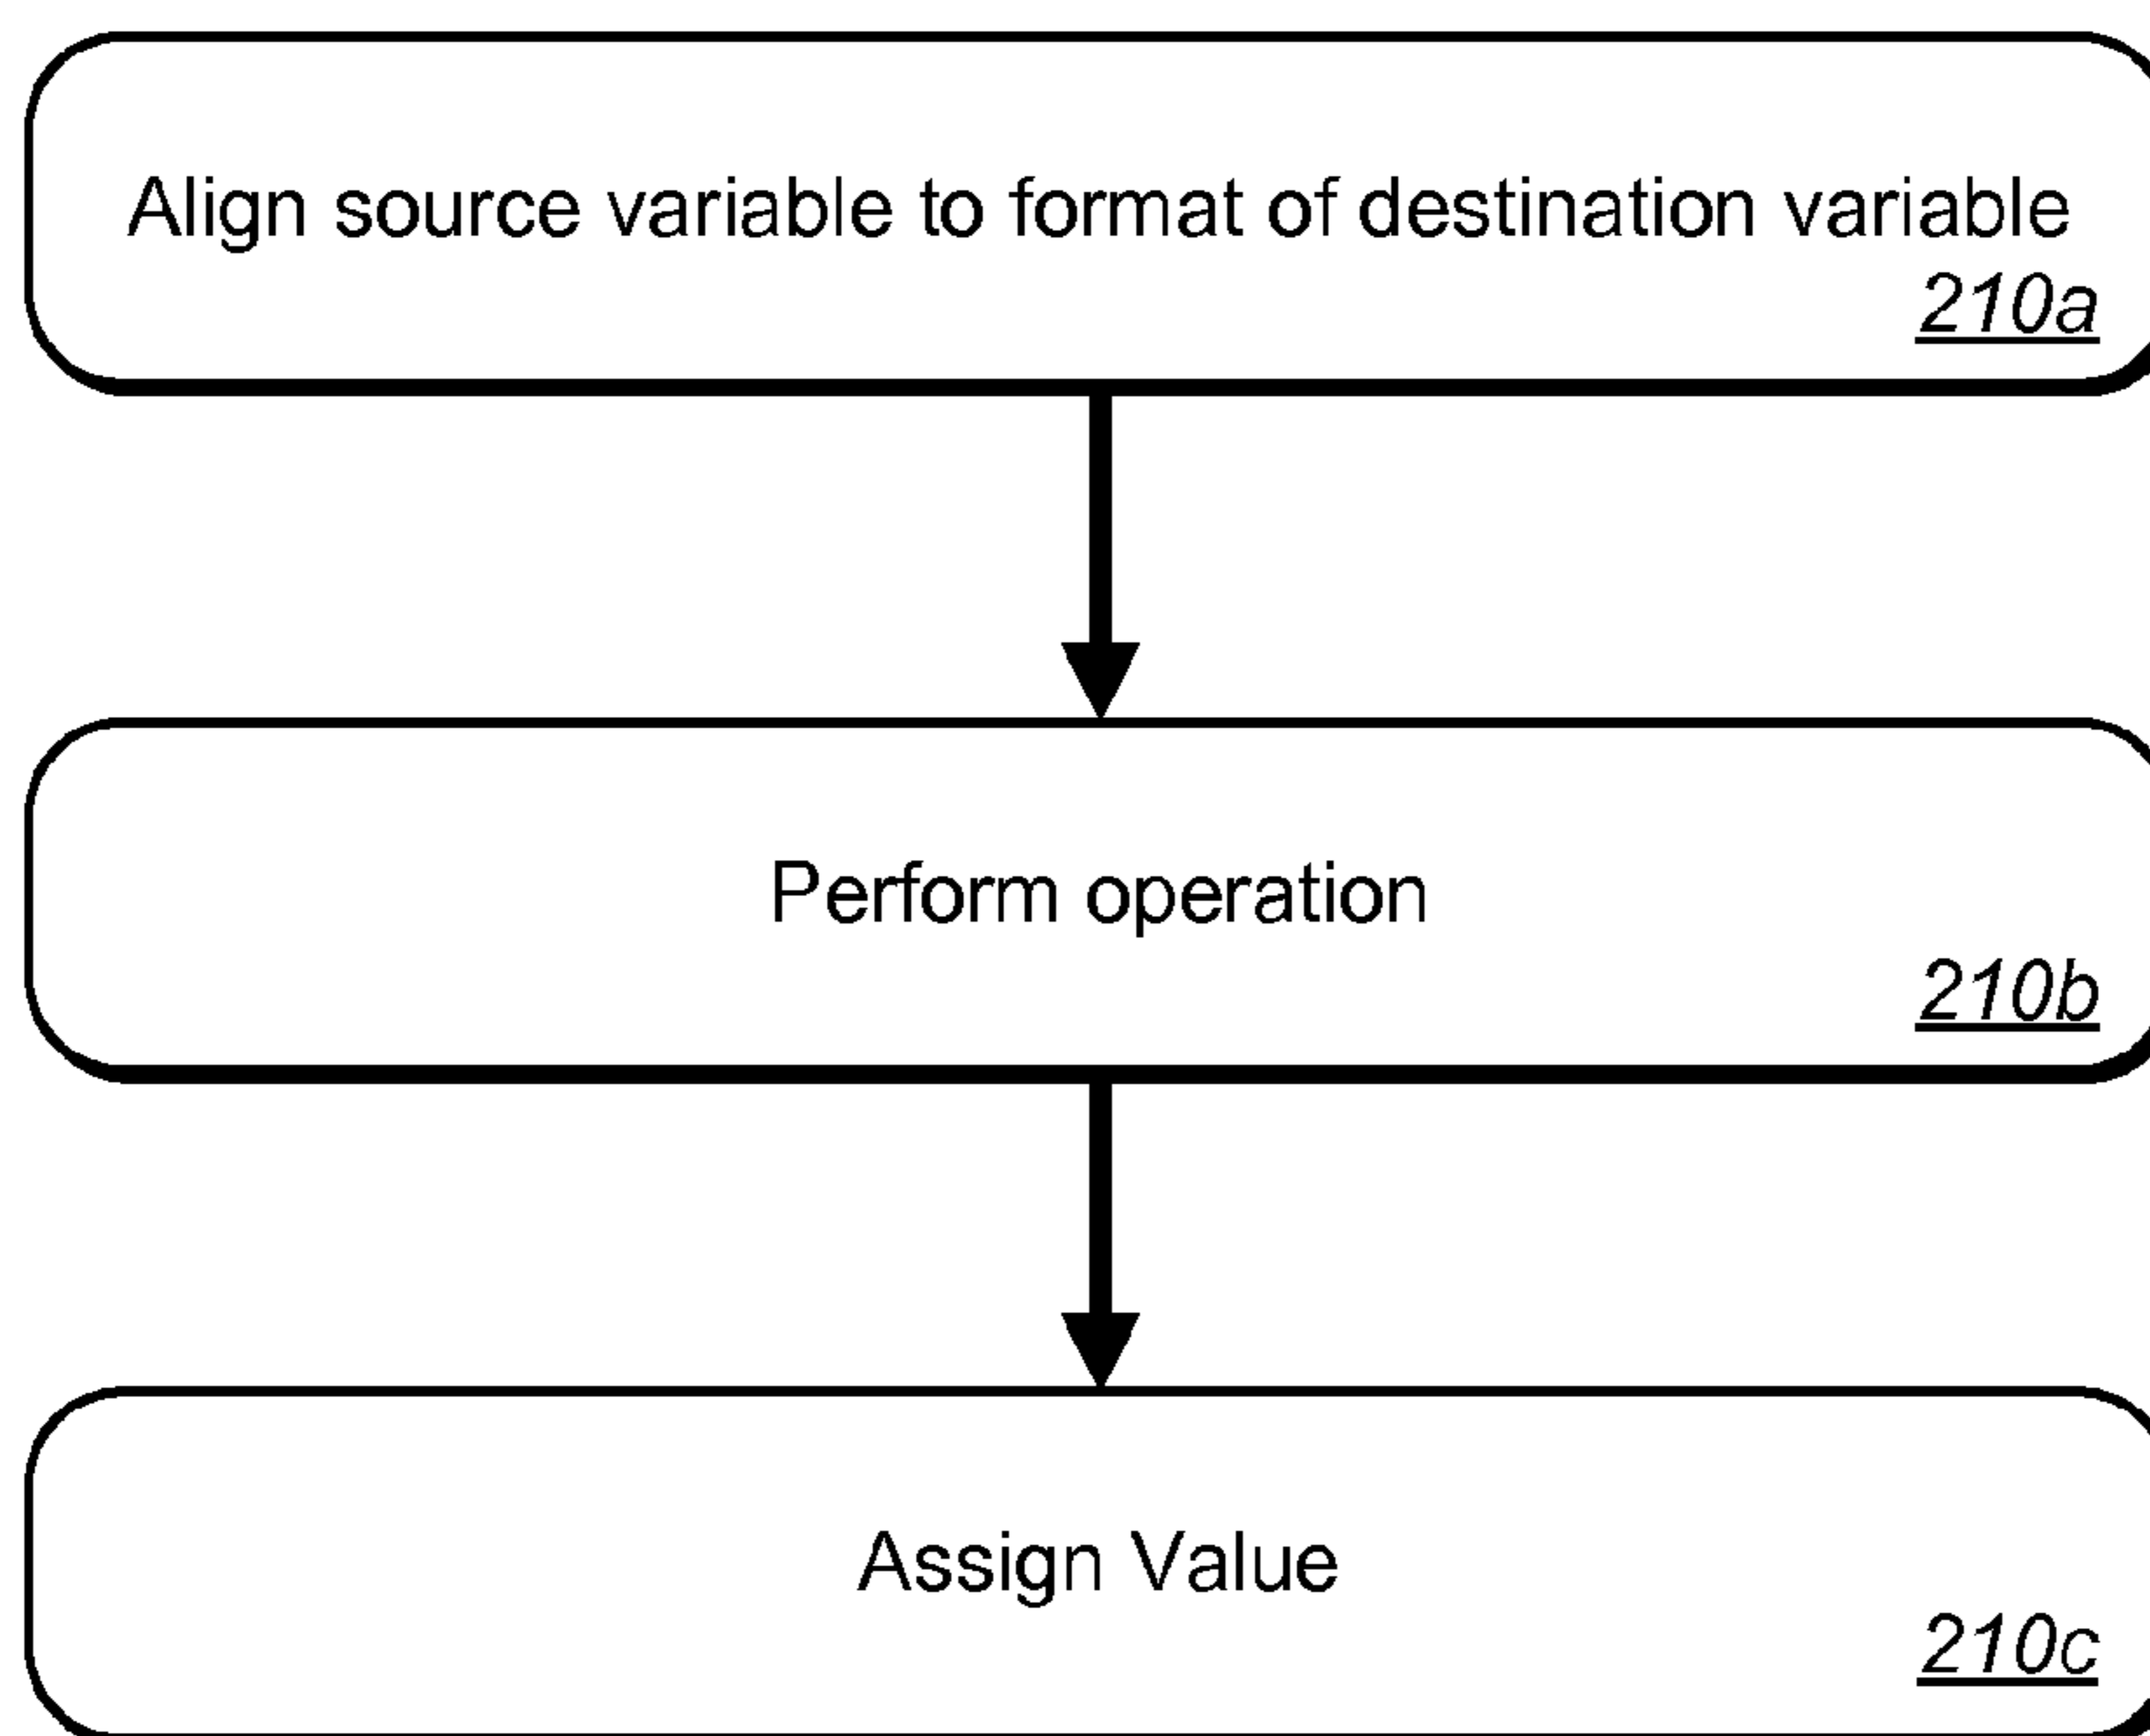 Align source variable to format of destination variable
210a
Perform operation
210b
Assign Value
210c